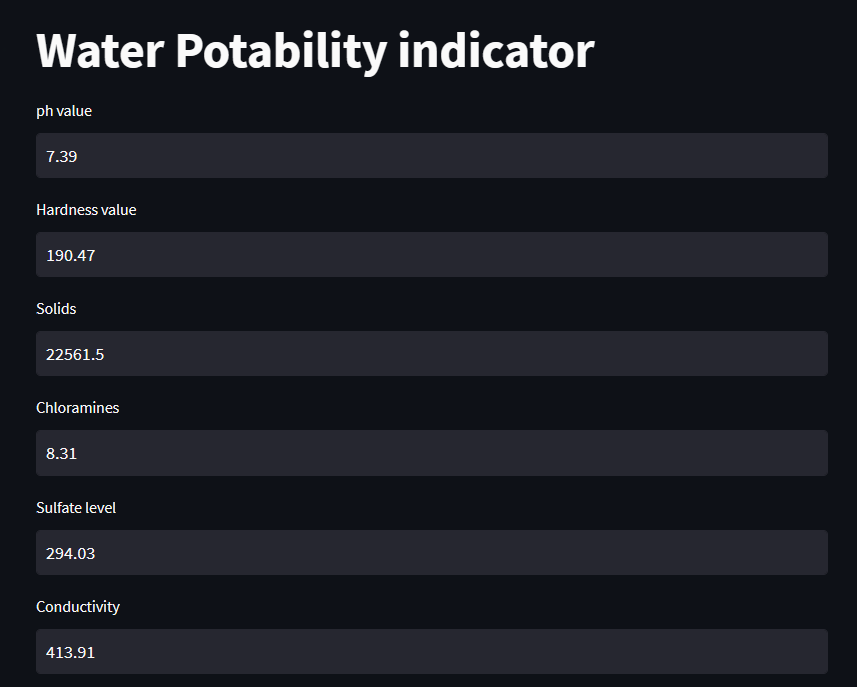 Water Potability indicator
ph value
7.39
Hardness value
190.47
Solids
22561.5
Chloramines
8.31
Sulfate level
294.03
Conductivity
413.91